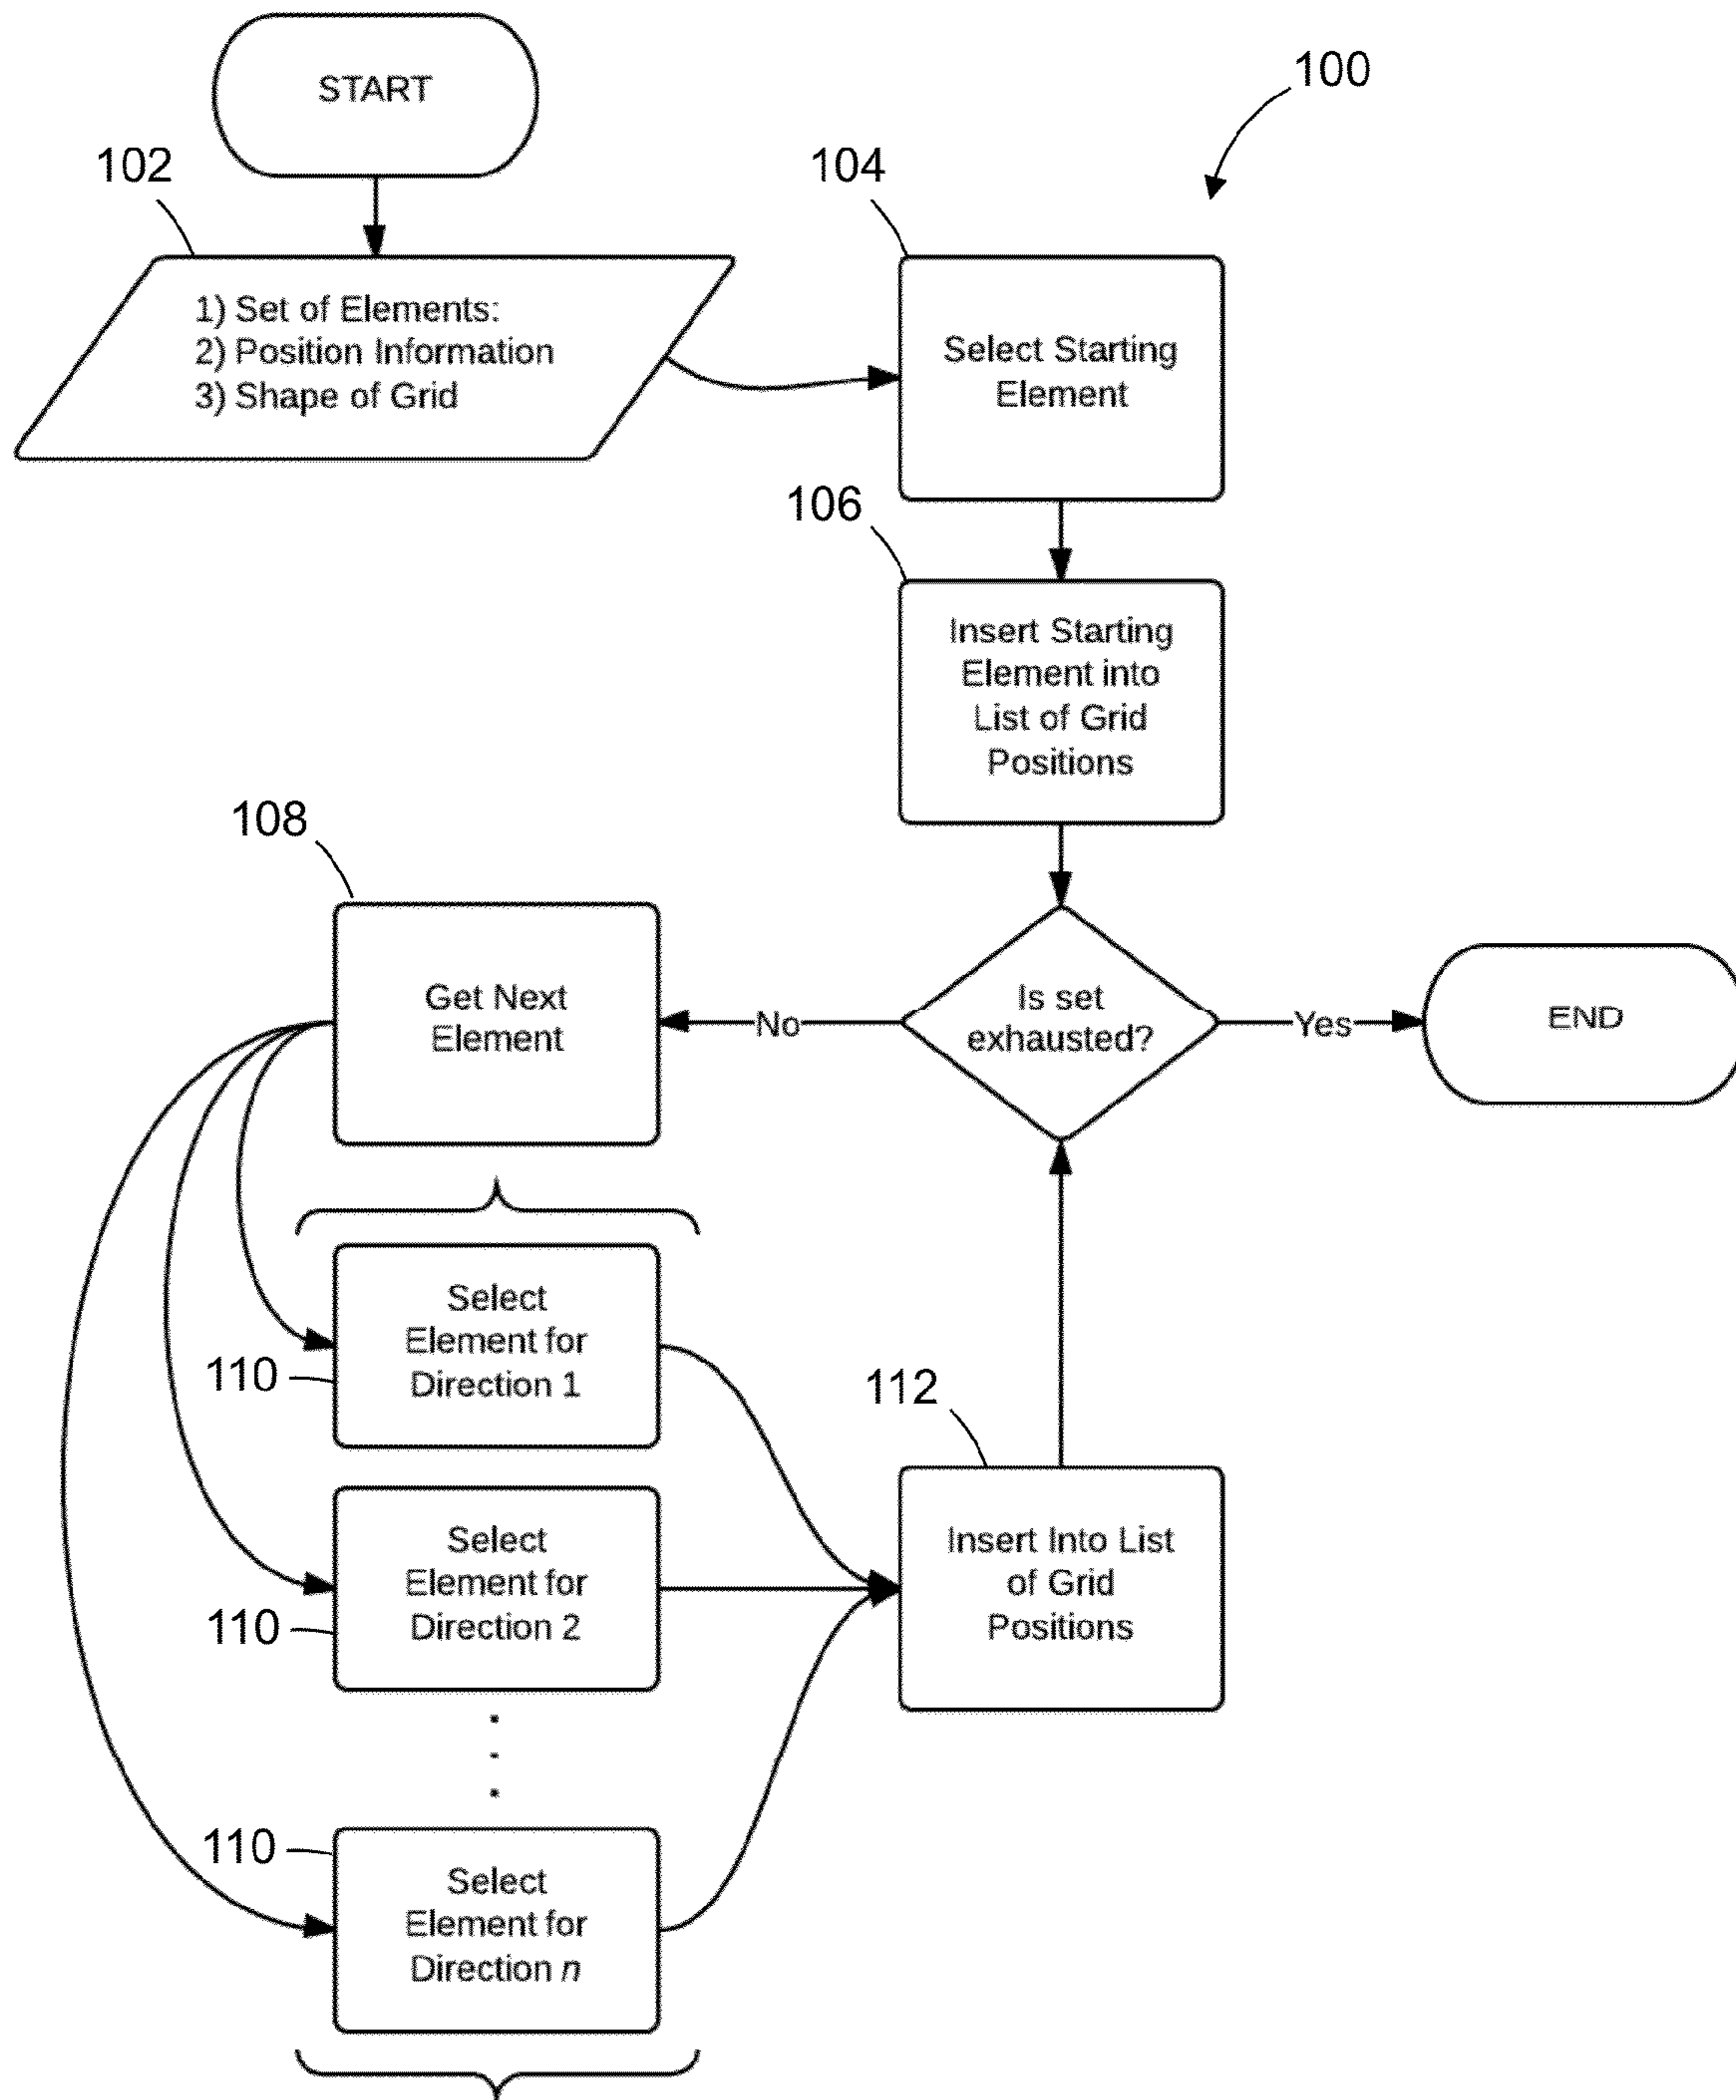 START
100
102
104
1) Set of Elements:
2) Position Information
3) Shape of Grid
Select Starting
Element
106
Insert Starting
Element into
List of Grid
Positions
108
Get Next
Element
No
Is set
exhausted?
Yes
END
Select
Element for
Direction 1
110
112
Select
Element for
Direction 2
110
Insert Into List
of Grid
Positions
110
Select
Element for
Direction n